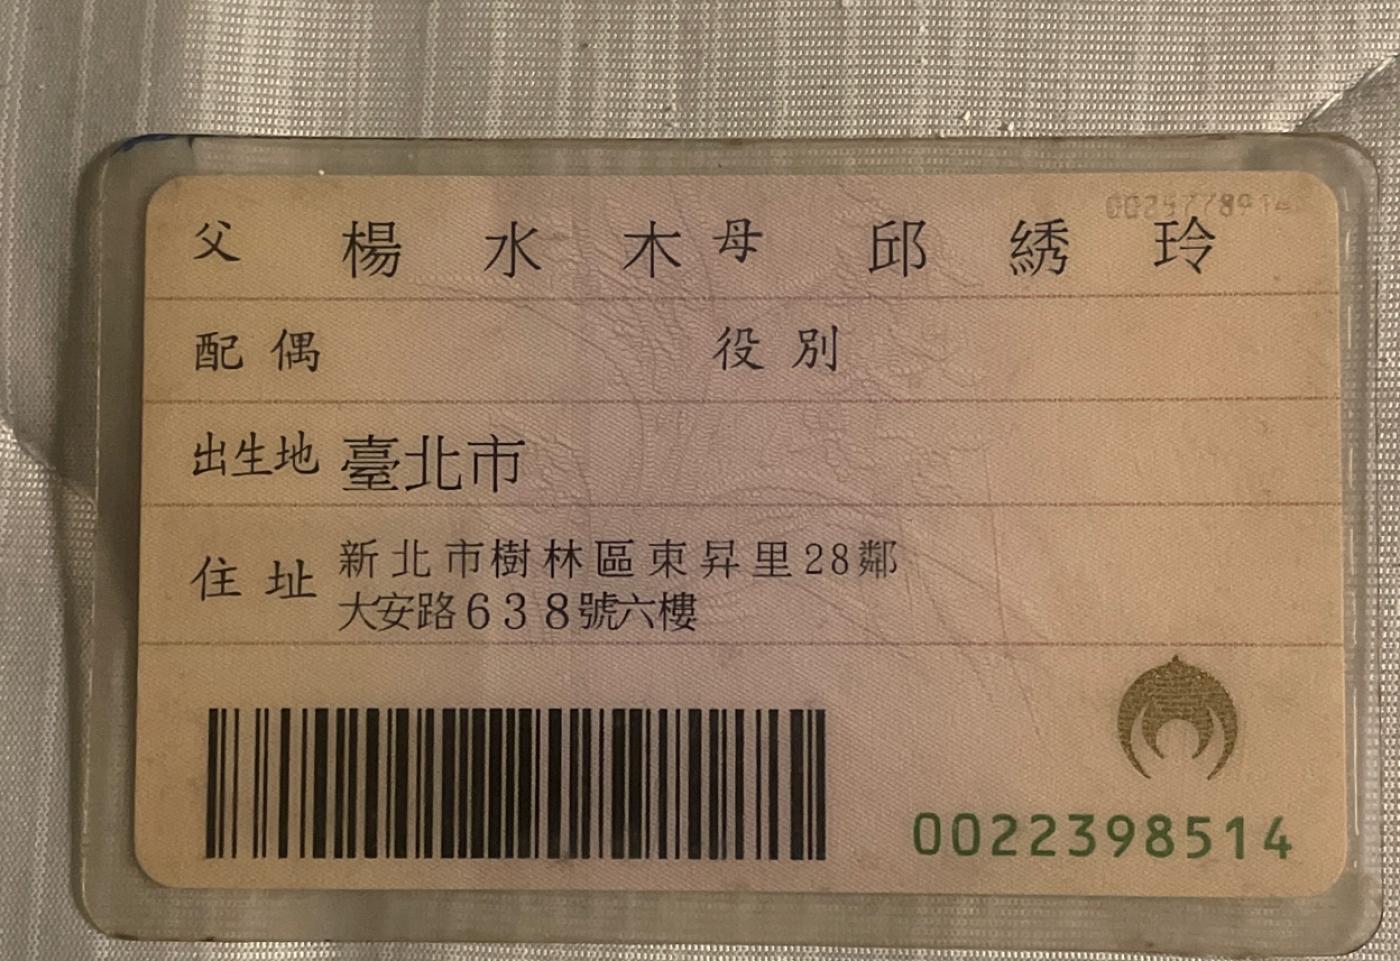 父 楊水木 母 邱綉玲
配偶 役別
出生地 臺北市
住址 新北市樹林區東昇里28鄰
大安路638號六樓
0022398514